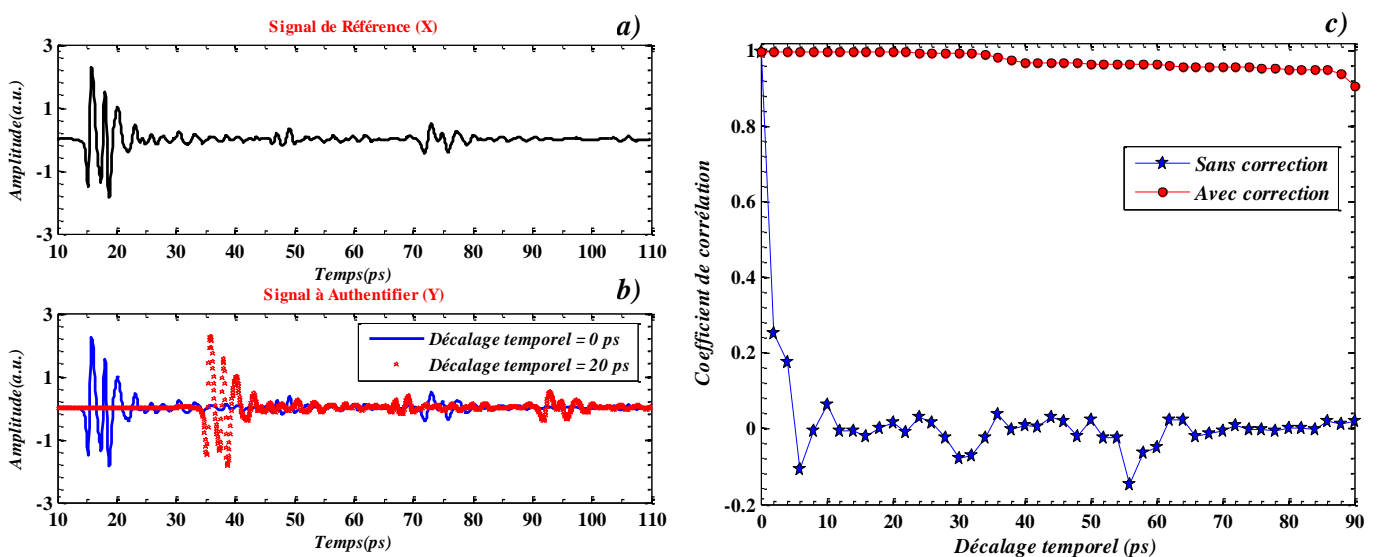 Signal de Référence (X)
a)
Amplitude(a.u.)
3
1
-1
-3
10 20 30 40 50 60 70 80 90 100 110
Temps(ps)
Signal à Authentifier (Y)
b)
Amplitude(a.u.)
3
1
-1
-3
Décalage temporel = 0 ps
Décalage temporel = 20 ps
10 20 30 40 50 60 70 80 90 100 110
Temps(ps)
c)
Coefficient de corrélation
1
0.8
0.6
0.4
0.2
0
-0.2
Sans correction
Avec correction
0 10 20 30 40 50 60 70 80 90
Décalage temporel (ps)